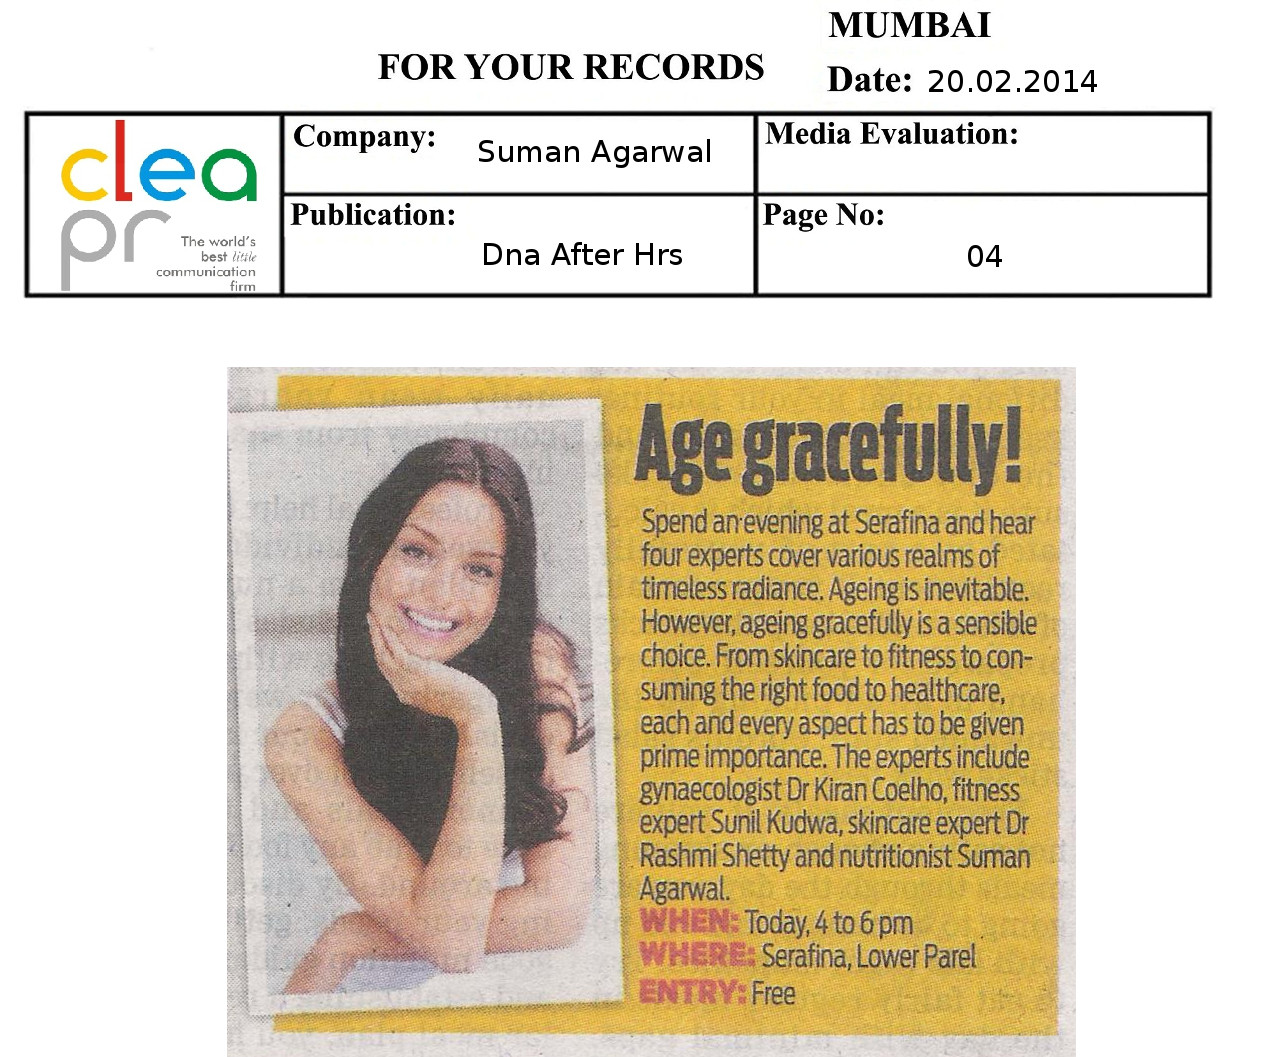 MUMBAI
FOR YOUR RECORDS
Date: 20.02.2014
clea
pr
The world's
best little
communication
firm
Company: Suman Agarwal
Media Evaluation:
Publication:
Dna After Hrs
Page No:
04
Age gracefully!
Spend an evening at Serafina and hear
four experts cover various realms of
timeless radiance. Ageing is inevitable.
However, ageing gracefully is a sensible
choice. From skincare to fitness to con-
suming the right food to healthcare,
each and every aspect has to be given
prime importance. The experts include
gynaecologist Dr Kiran Coelho, fitness
expert Sunil Kudwa, skincare expert Dr
Rashmi Shetty and nutritionist Suman
Agarwal.
WHEN: Today, 4 to 6 pm
WHERE: Serafina, Lower Parel
ENTRY: Free